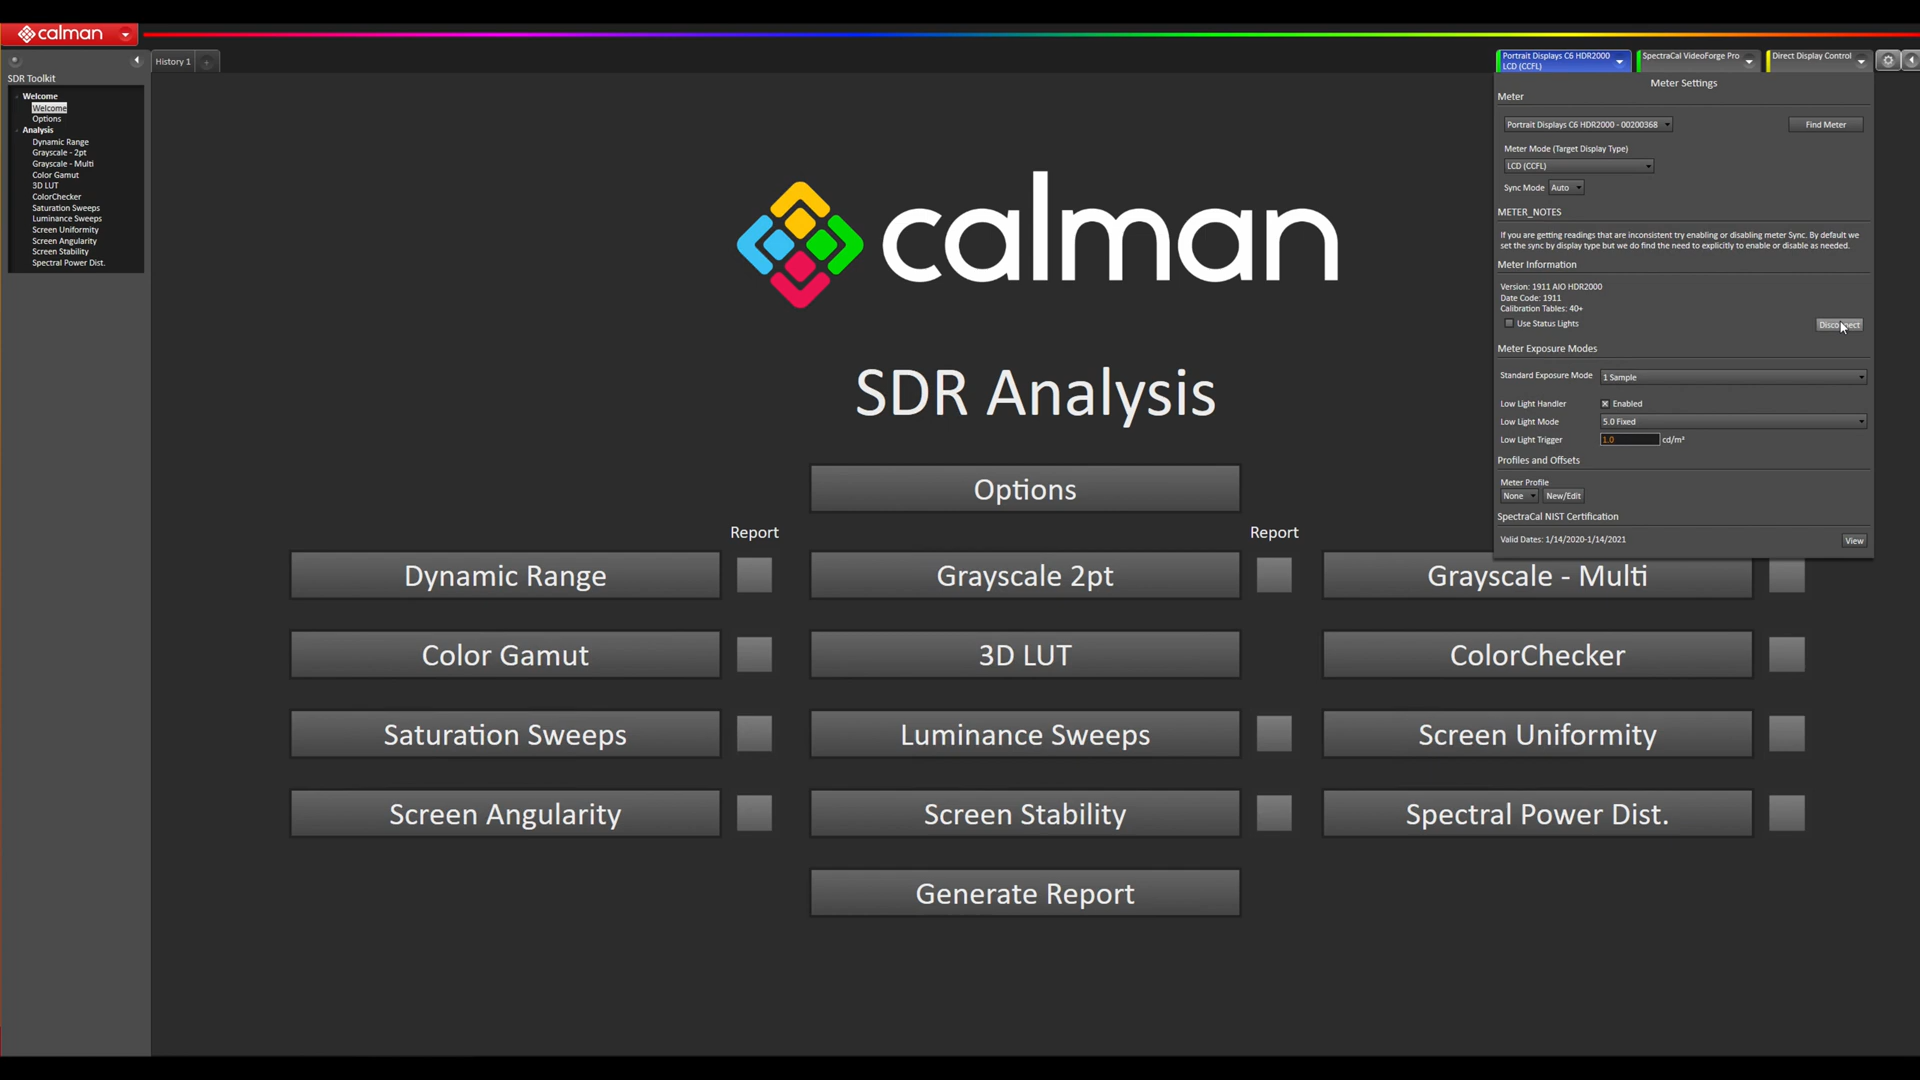 calman
History 1
Portrait Displays C6 HDR2000
LCD (CCFL)
SpectraCal VideoForge Pro
Direct Display Control
SDR Toolkit
Welcome
Welcome
Options
Analysis
Dynamic Range
Grayscale - 2pt
Grayscale - Multi
Color Gamut
3D LUT
ColorChecker
Saturation Sweeps
Luminance Sweeps
Screen Uniformity
Screen Angularity
Screen Stability
Spectral Power Dist.
calman
SDR Analysis
Options
Report
Report
Dynamic Range
Grayscale 2pt
Grayscale - Multi
Color Gamut
3D LUT
ColorChecker
Saturation Sweeps
Luminance Sweeps
Screen Uniformity
Screen Angularity
Screen Stability
Spectral Power Dist.
Generate Report
Meter Settings
Meter
Portrait Displays C6 HDR2000 - 00200368
Find Meter
Meter Mode (Target Display Type)
LCD (CCFL)
Sync Mode Auto
METER_NOTES
If you are getting readings that are inconsistent try enabling or disabling meter Sync. By default we
set the sync by display type but we do find the need to explicitly to enable or disable as needed.
Meter Information
Version: 1911 AIO HDR2000
Date Code: 1911
Calibration Tables: 40+
Use Status Lights
Disconnect
Meter Exposure Modes
Standard Exposure Mode 1 Sample
Low Light Handler Enabled
Low Light Mode 5.0 Fixed
Low Light Trigger 1.0 cd/m²
Profiles and Offsets
Meter Profile
None New/Edit
SpectraCal NIST Certification
Valid Dates: 1/14/2020-1/14/2021
View